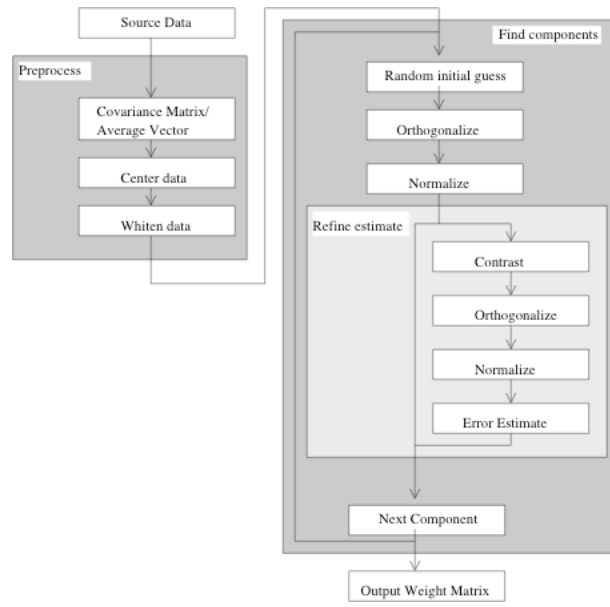 Source Data
Preprocess
Covariance Matrix/
Average Vector
Center data
Whiten data
Find components
Random initial guess
Orthogonalize
Normalize
Refine estimate
Contrast
Orthogonalize
Normalize
Error Estimate
Next Component
Output Weight Matrix